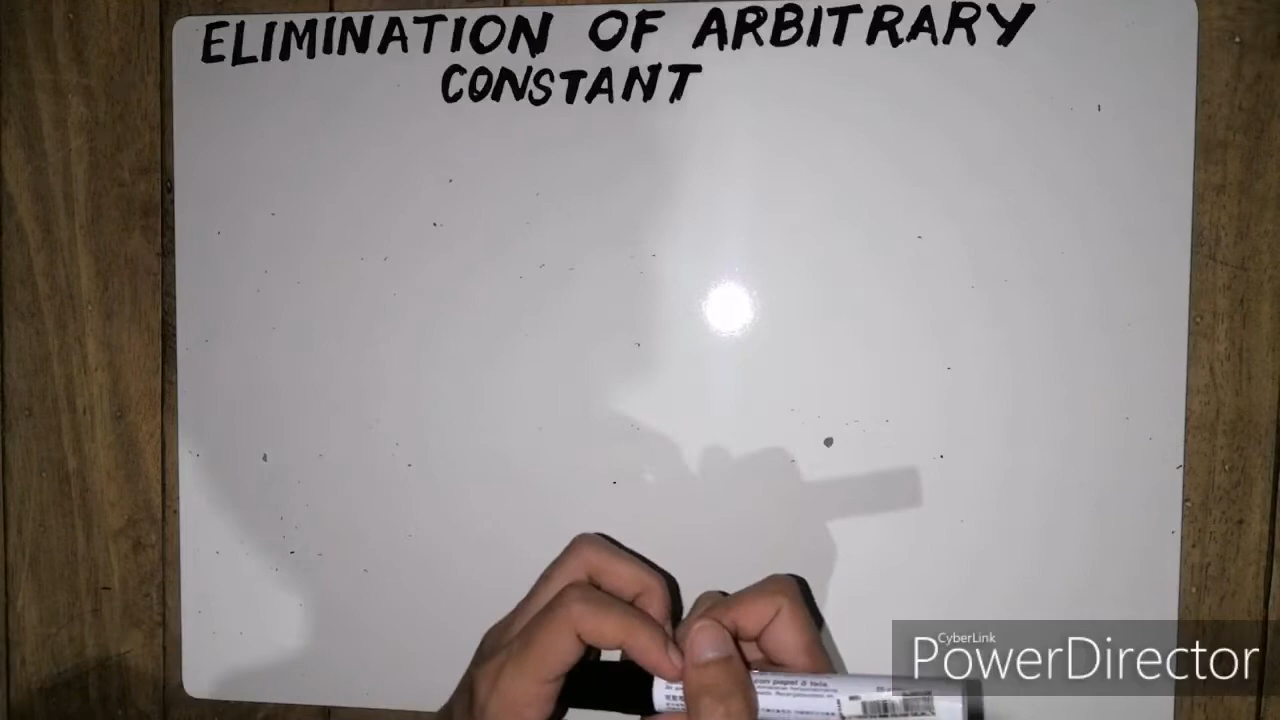 ELIMINATION OF ARBITRARY
CONSTANT
CyberLink
PowerDirector